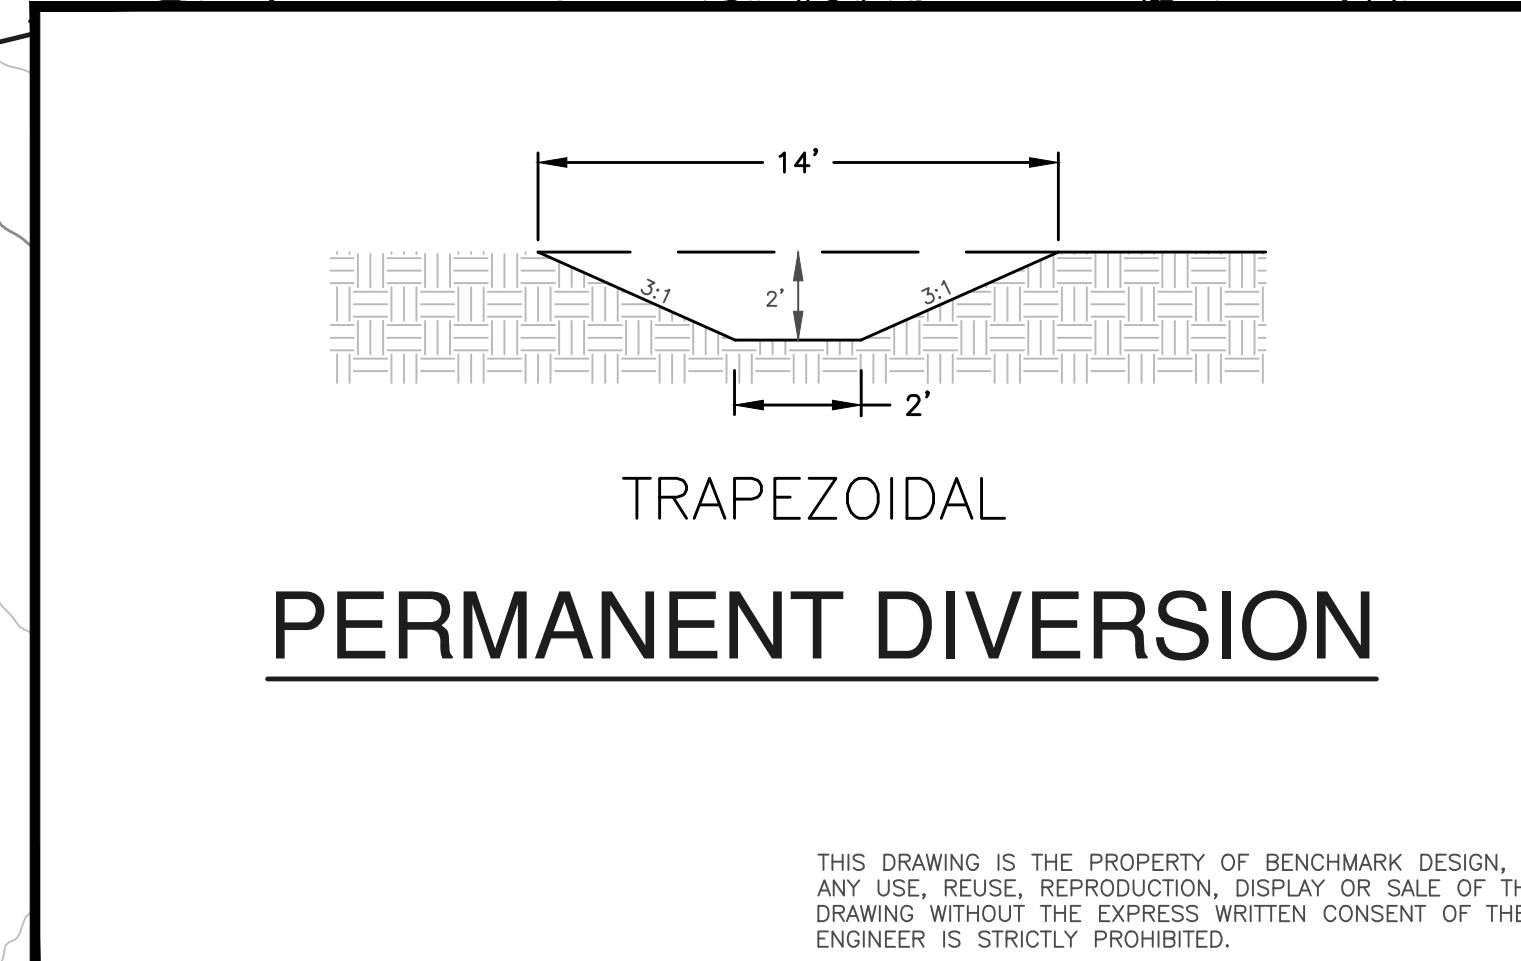 14'
3:1
2'
3:1
2'
TRAPEZOIDAL
PERMANENT DIVERSION
THIS DRAWING IS THE PROPERTY OF BENCHMARK DESIGN,
ANY USE, REUSE, REPRODUCTION, DISPLAY OR SALE OF
DRAWING WITHOUT THE EXPRESS WRITTEN CONSENT OF THE
ENGINEER IS STRICTLY PROHIBITED.